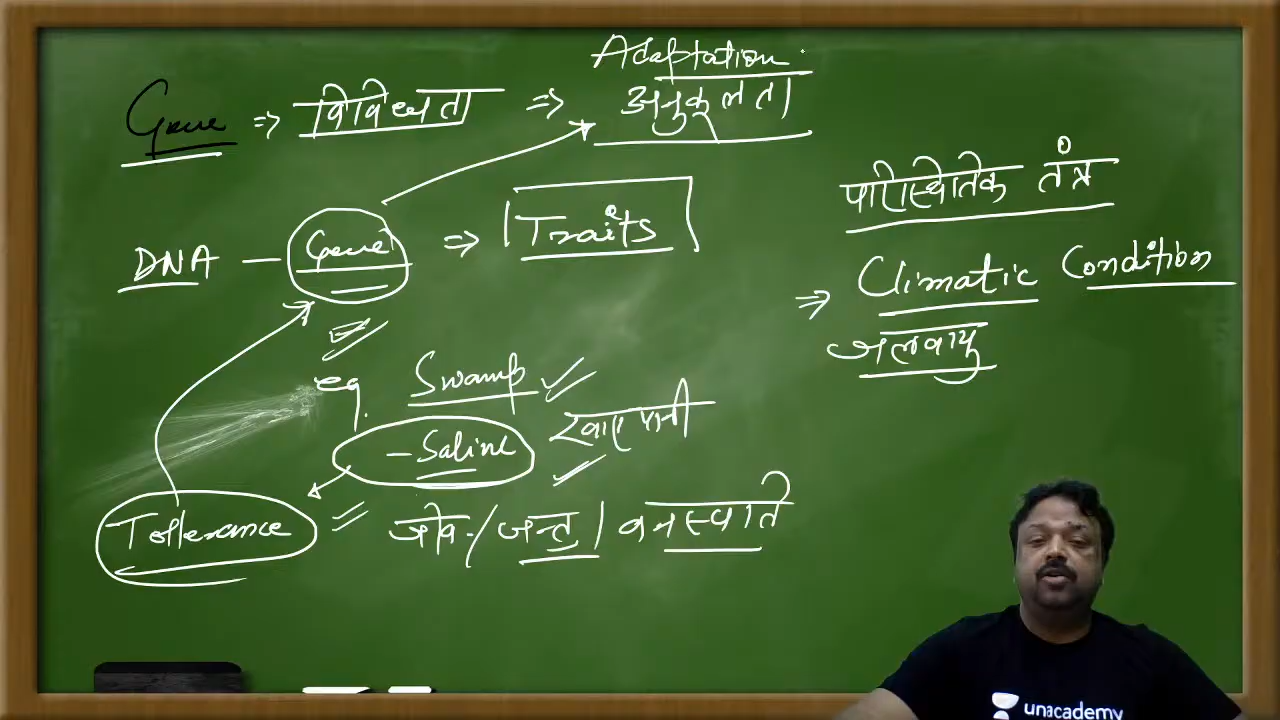 Adaptation
Gene ⇒ विविधता ⇒ अनुकूलता
पारिस्थितिक तंत्र
DNA — Gene ⇒ Traits
⇒ Climatic Condition
जलवायु
eg. Swamp
- Saline खारा पानी
Tollerance जीव / जन्तु / वनस्पति
unacademy